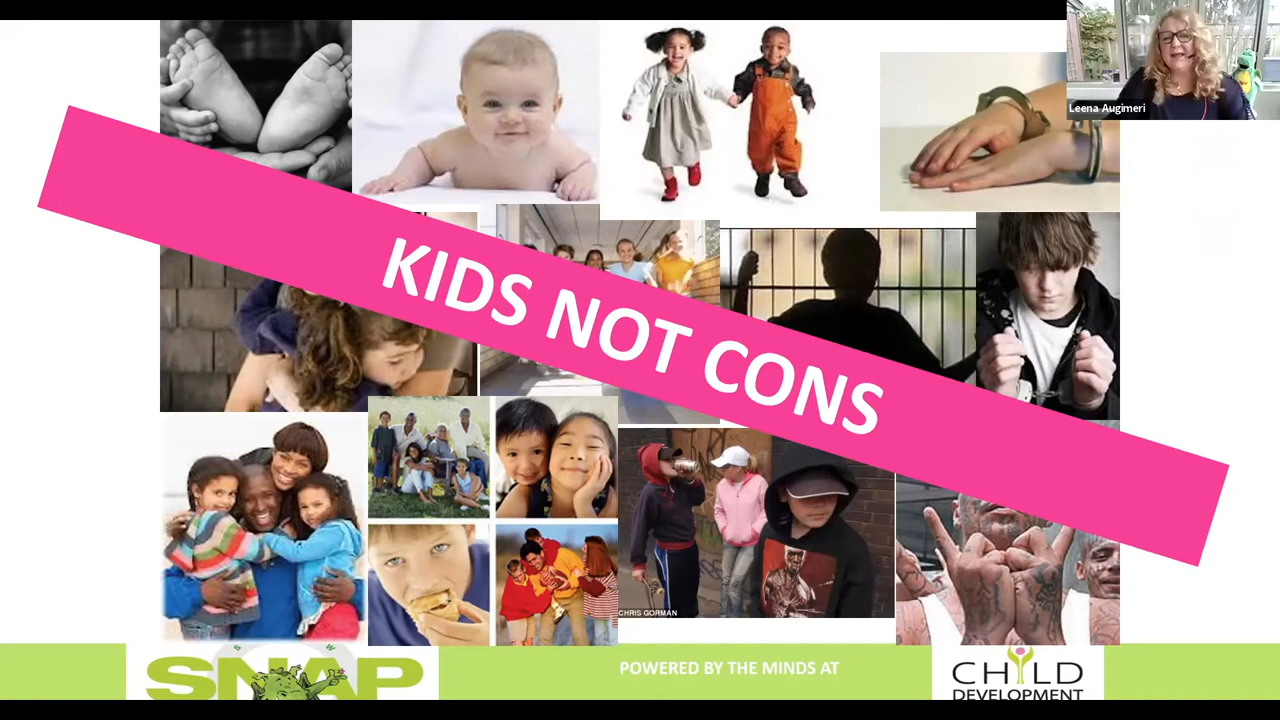 Leena Augimeri
KIDS NOT CONS
CHRIS GORMAN
SNAP
POWERED BY THE MINDS AT
CHILD
DEVELOPMENT